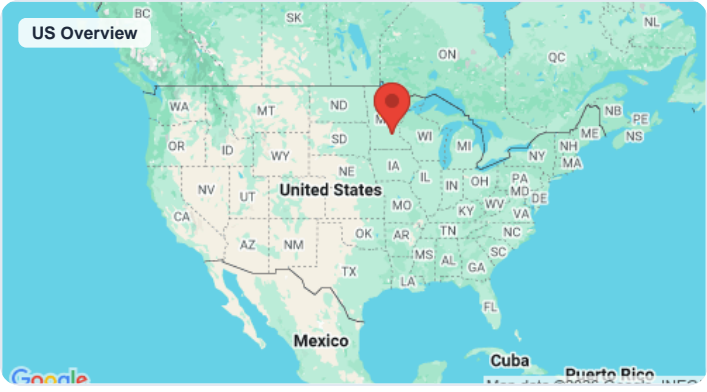 US Overview
BC
SK
NL
ON
QC
WA
MT
ND
NB
PE
ME
NS
OR
ID
SD
WI
MI
NH
NY
MA
WY
IA
NE
IL
IN
OH
PA
MD
DE
NV
UT
United States
MO
KY
WV
VA
CA
AZ
NM
OK
AR
TN
NC
SC
MS
AL
GA
TX
LA
FL
Mexico
Cuba
Puerto Rico
Google